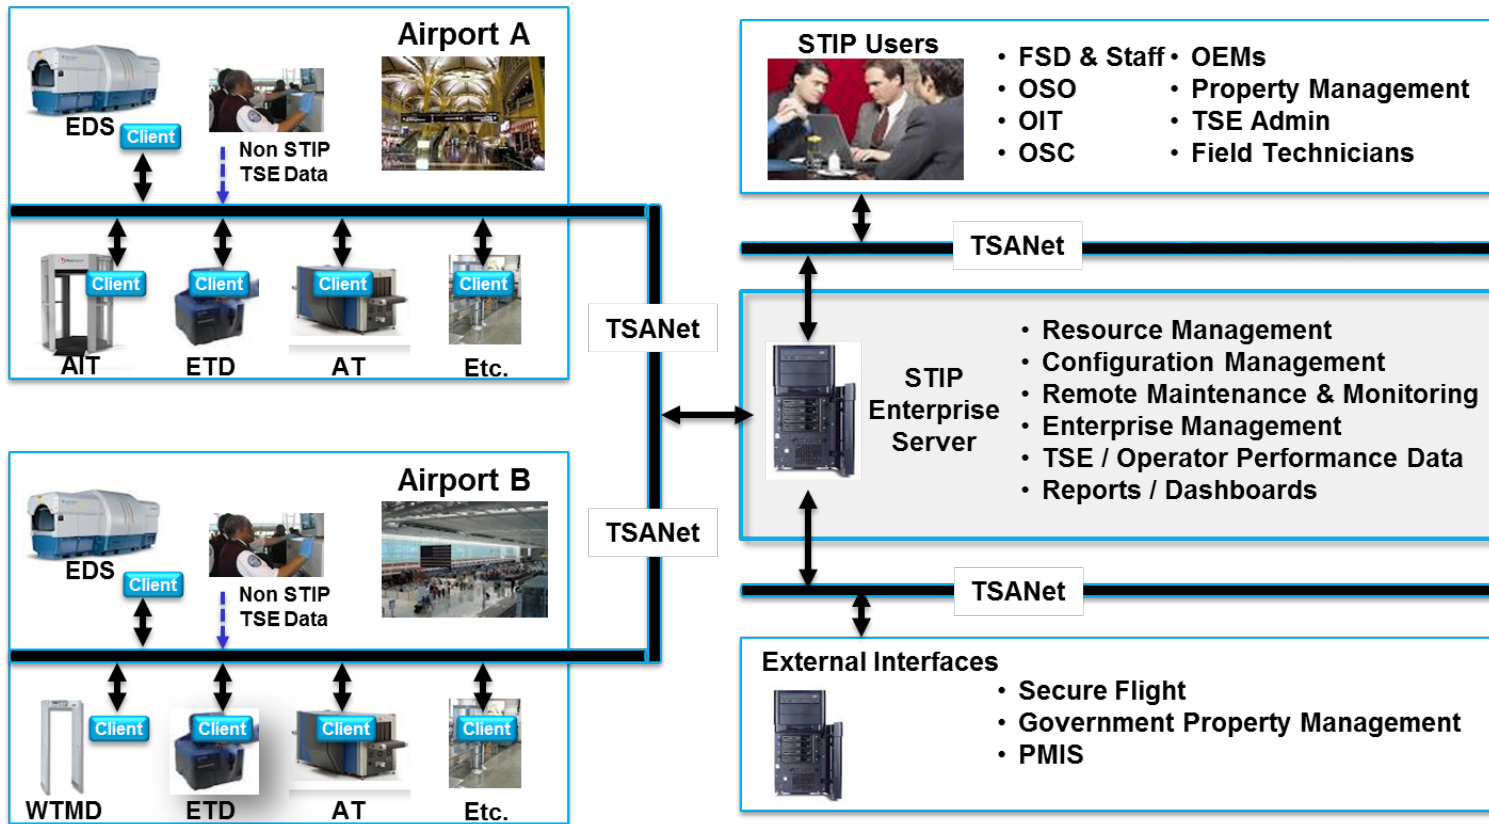 Airport A
EDS
Client
Non STIP
TSE Data
Client
Client
Client
Client
AIT
ETD
AT
Etc.
TSANet
Airport B
EDS
Client
Non STIP
TSE Data
TSANet
Client
Client
Client
Client
WTMD
ETD
AT
Etc.
STIP Users
• FSD & Staff
• OSO
• OIT
• OSC
• OEMs
• Property Management
• TSE Admin
• Field Technicians
TSANet
STIP
Enterprise
Server
• Resource Management
• Configuration Management
• Remote Maintenance & Monitoring
• Enterprise Management
• TSE / Operator Performance Data
• Reports / Dashboards
TSANet
External Interfaces
• Secure Flight
• Government Property Management
• PMIS